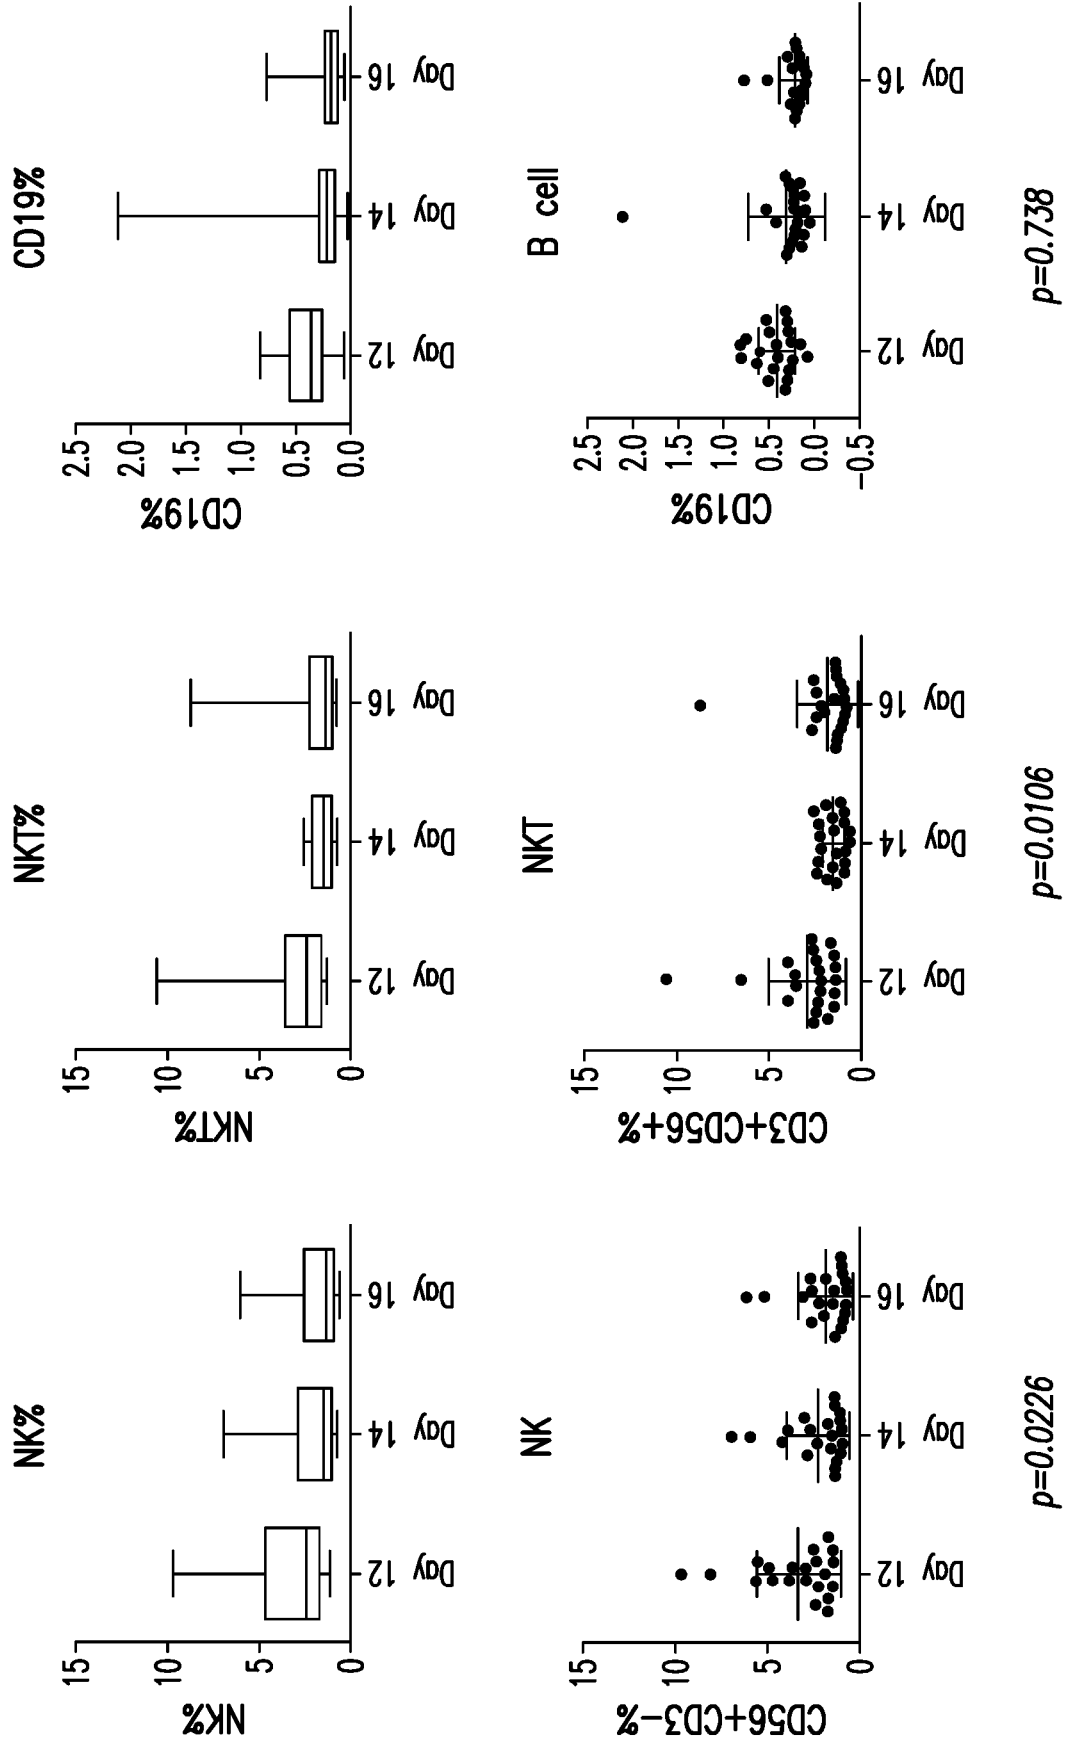 NK%
NK%
15
10
5
0
Day 12
Day 14
Day 16
NKT%
NKT%
15
10
5
0
Day 12
Day 14
Day 16
CD19%
CD19%
2.5
2.0
1.5
1.0
0.5
0.0
Day 12
Day 14
Day 16
NK
CD56+CD3-%
15
10
5
0
Day 12
Day 14
Day 16
p=0.0226
NKT
CD3+CD56+%
15
10
5
0
Day 12
Day 14
Day 16
p=0.0106
B cell
CD19%
2.5
2.0
1.5
1.0
0.5
0.0
-0.5
Day 12
Day 14
Day 16
p=0.738